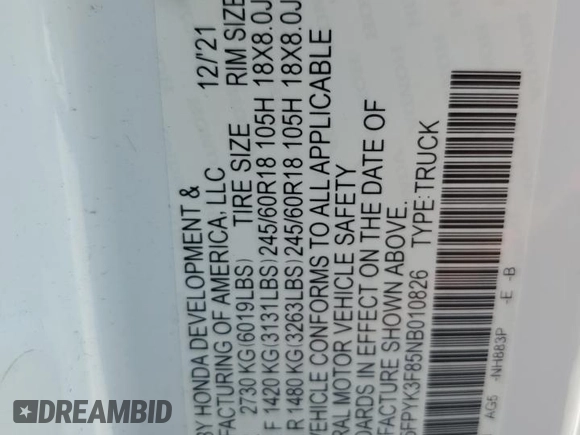 BY HONDA DEVELOPMENT &
FACTURING OF AMERICA, LLC 12/'21
2730 KG(6019LBS) TIRE SIZE RIM SIZE
F 1420 KG(3131LBS)245/60R18 105H 18X8.0J
R 1480 KG(3263LBS)245/60R18 105H 18X8.0J
VEHICLE CONFORMS TO ALL APPLICABLE
RAL MOTOR VEHICLE SAFETY
DARDS IN EFFECT ON THE DATE OF
FACTURE SHOWN ABOVE.
5FPYK3F85NB010826 TYPE:TRUCK
AG5 -NH883P -E -B
DREAMBID